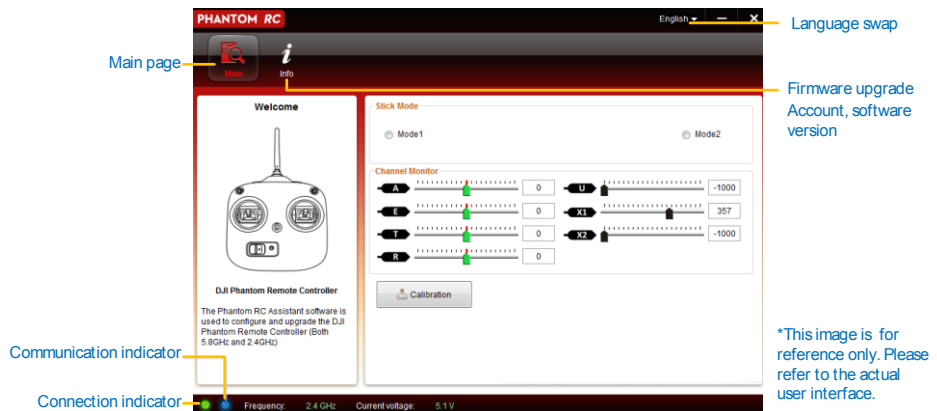 PHANTOM RC
English
Language swap
Main page
Main
Info
Firmware upgrade
Account, software
version
Welcome
DJI Phantom Remote Controller
The Phantom RC Assistant software is
used to configure and upgrade the DJI
Phantom Remote Controller (Both
5.8GHz and 2.4GHz)
Stick Mode
Mode1
Mode2
Channel Monitor
A 0 U -1000
E 0 X1 357
T 0 X2 -1000
R 0
Calibration
*This image is for
reference only. Please
refer to the actual
user interface.
Communication indicator
Connection indicator
Frequency: 2.4 GHz Current voltage: 5.1 V